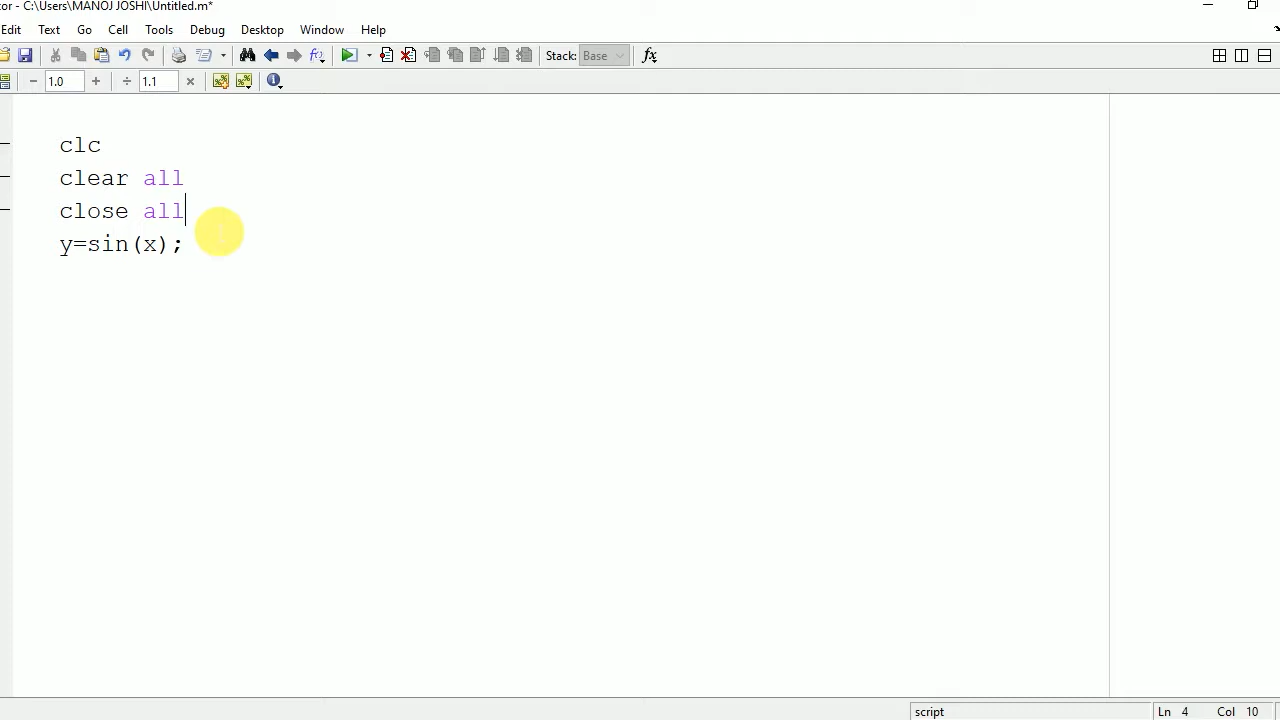 or - C:\Users\MANOJ JOSHI\Untitled.m*
Edit Text Go Cell Tools Debug Desktop Window Help
Stack: Base fx
− 1.0 + ÷ 1.1 ×
clc
clear all
close all
y=sin(x);
script Ln 4 Col 10